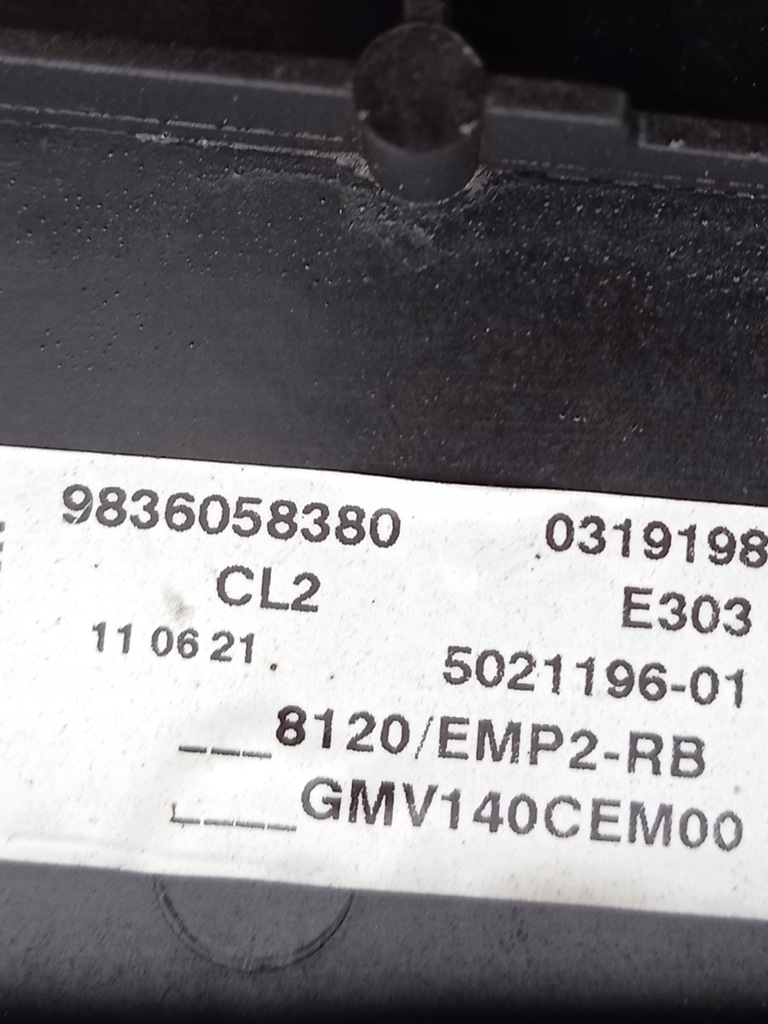 9836058380 0319198
CL2 E303
11 06 21. 5021196-01
___8120/EMP2-RB
____GMV140CEM00